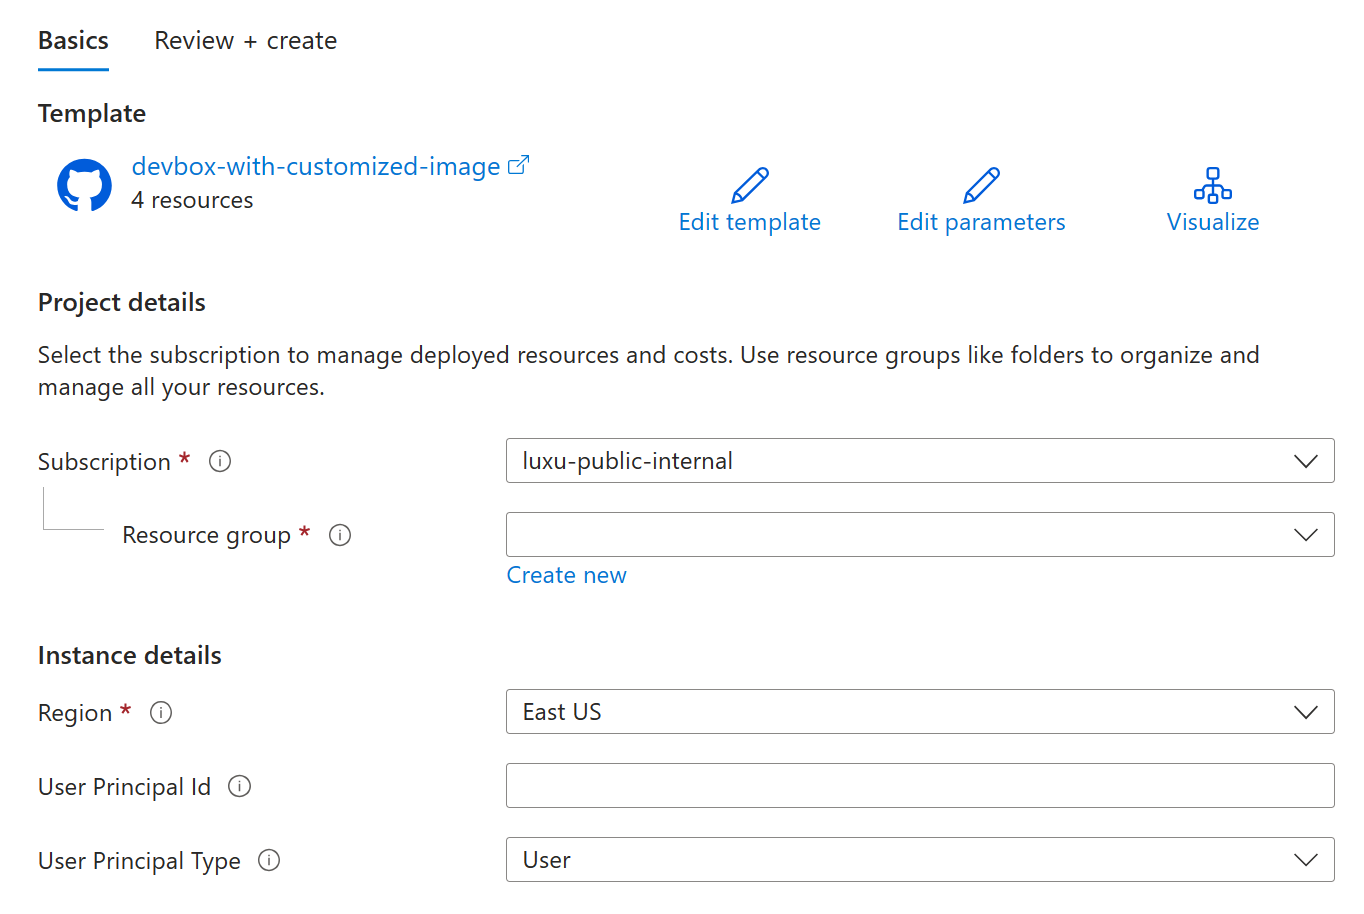 Basics Review + create
Template
devbox-with-customized-image
4 resources
Edit template Edit parameters Visualize
Project details
Select the subscription to manage deployed resources and costs. Use resource groups like folders to organize and
manage all your resources.
Subscription * luxu-public-internal
Resource group *
Create new
Instance details
Region * East US
User Principal Id
User Principal Type User